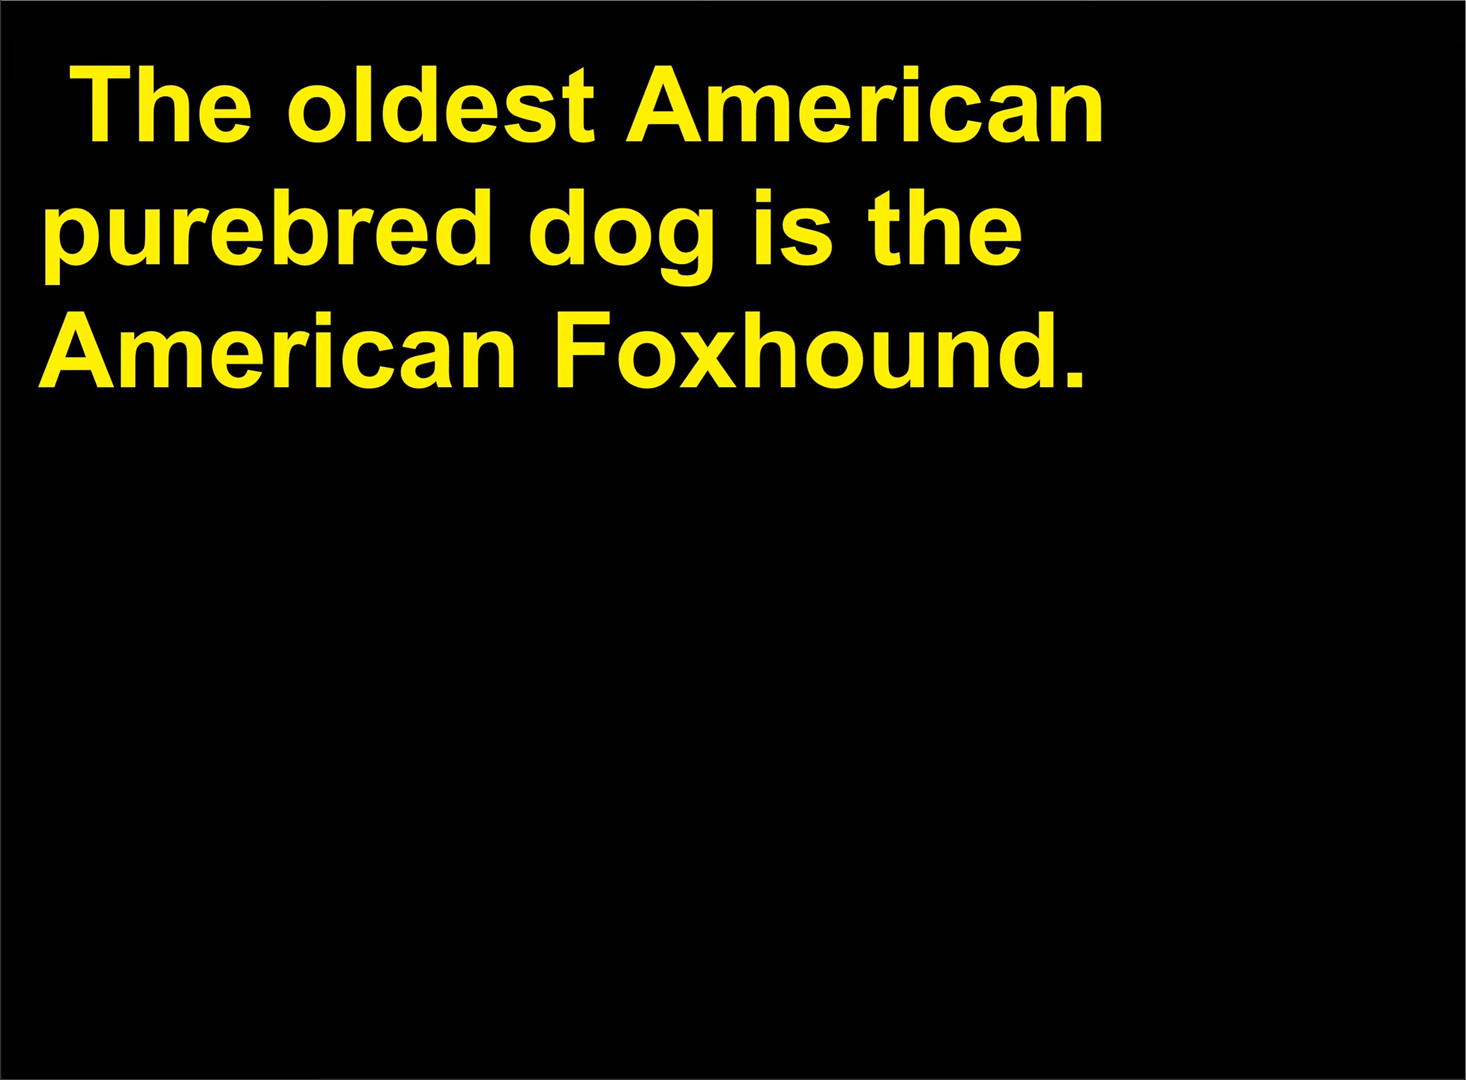 The oldest American
purebred dog is the
American Foxhound.